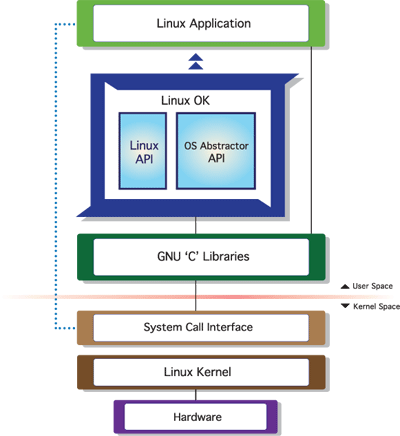 Linux Application
Linux OK
Linux
API
OS Abstractor
API
GNU ‘C’ Libraries
User Space
Kernel Space
System Call Interface
Linux Kernel
Hardware